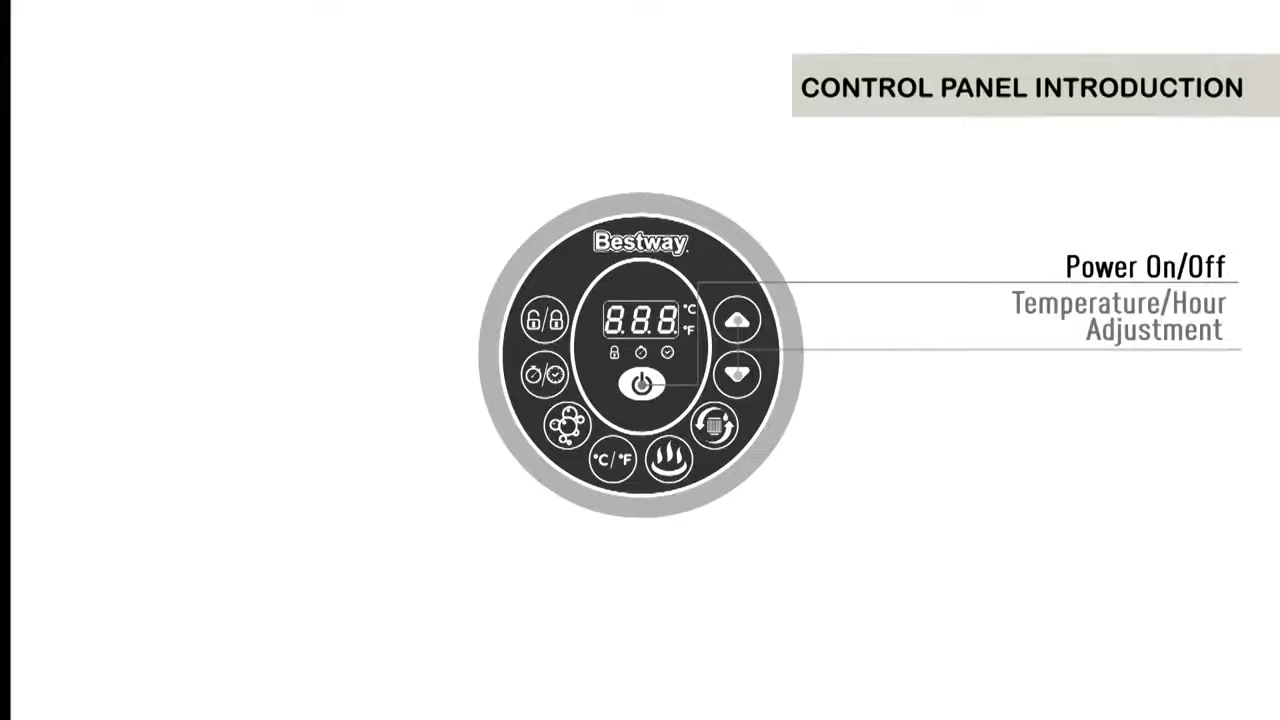 CONTROL PANEL INTRODUCTION
Bestway
Power On/Off
8.8.8.
°C
°F
Temperature/Hour
Adjustment
°C/°F